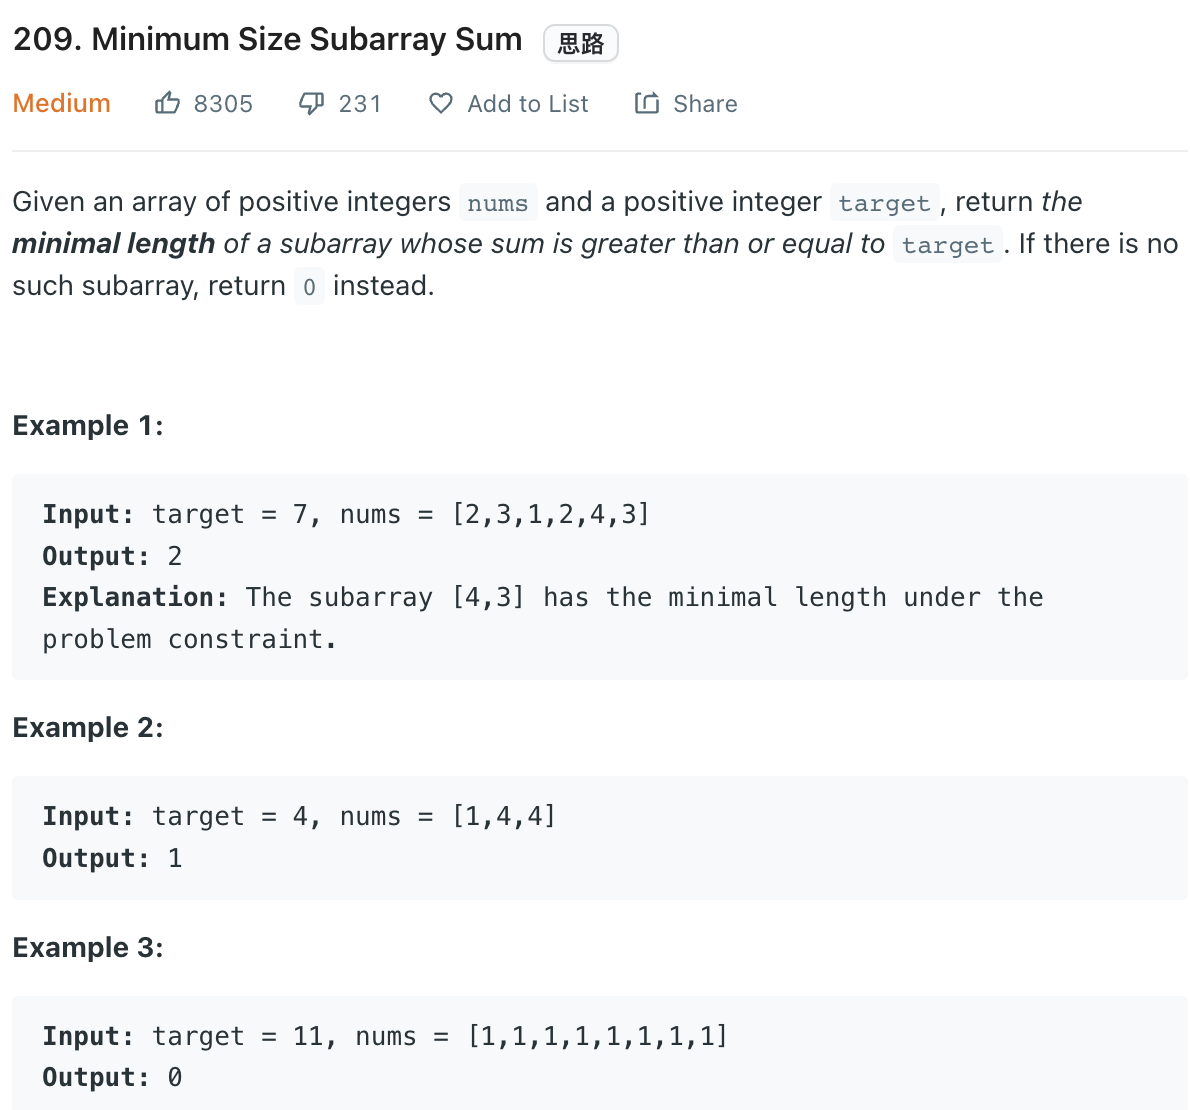 209. Minimum Size Subarray Sum 思路
Medium 8305 231 Add to List Share
Given an array of positive integers nums and a positive integer target, return the
minimal length of a subarray whose sum is greater than or equal to target. If there is no
such subarray, return 0 instead.
Example 1:
Input: target = 7, nums = [2,3,1,2,4,3]
Output: 2
Explanation: The subarray [4,3] has the minimal length under the
problem constraint.
Example 2:
Input: target = 4, nums = [1,4,4]
Output: 1
Example 3:
Input: target = 11, nums = [1,1,1,1,1,1,1,1]
Output: 0